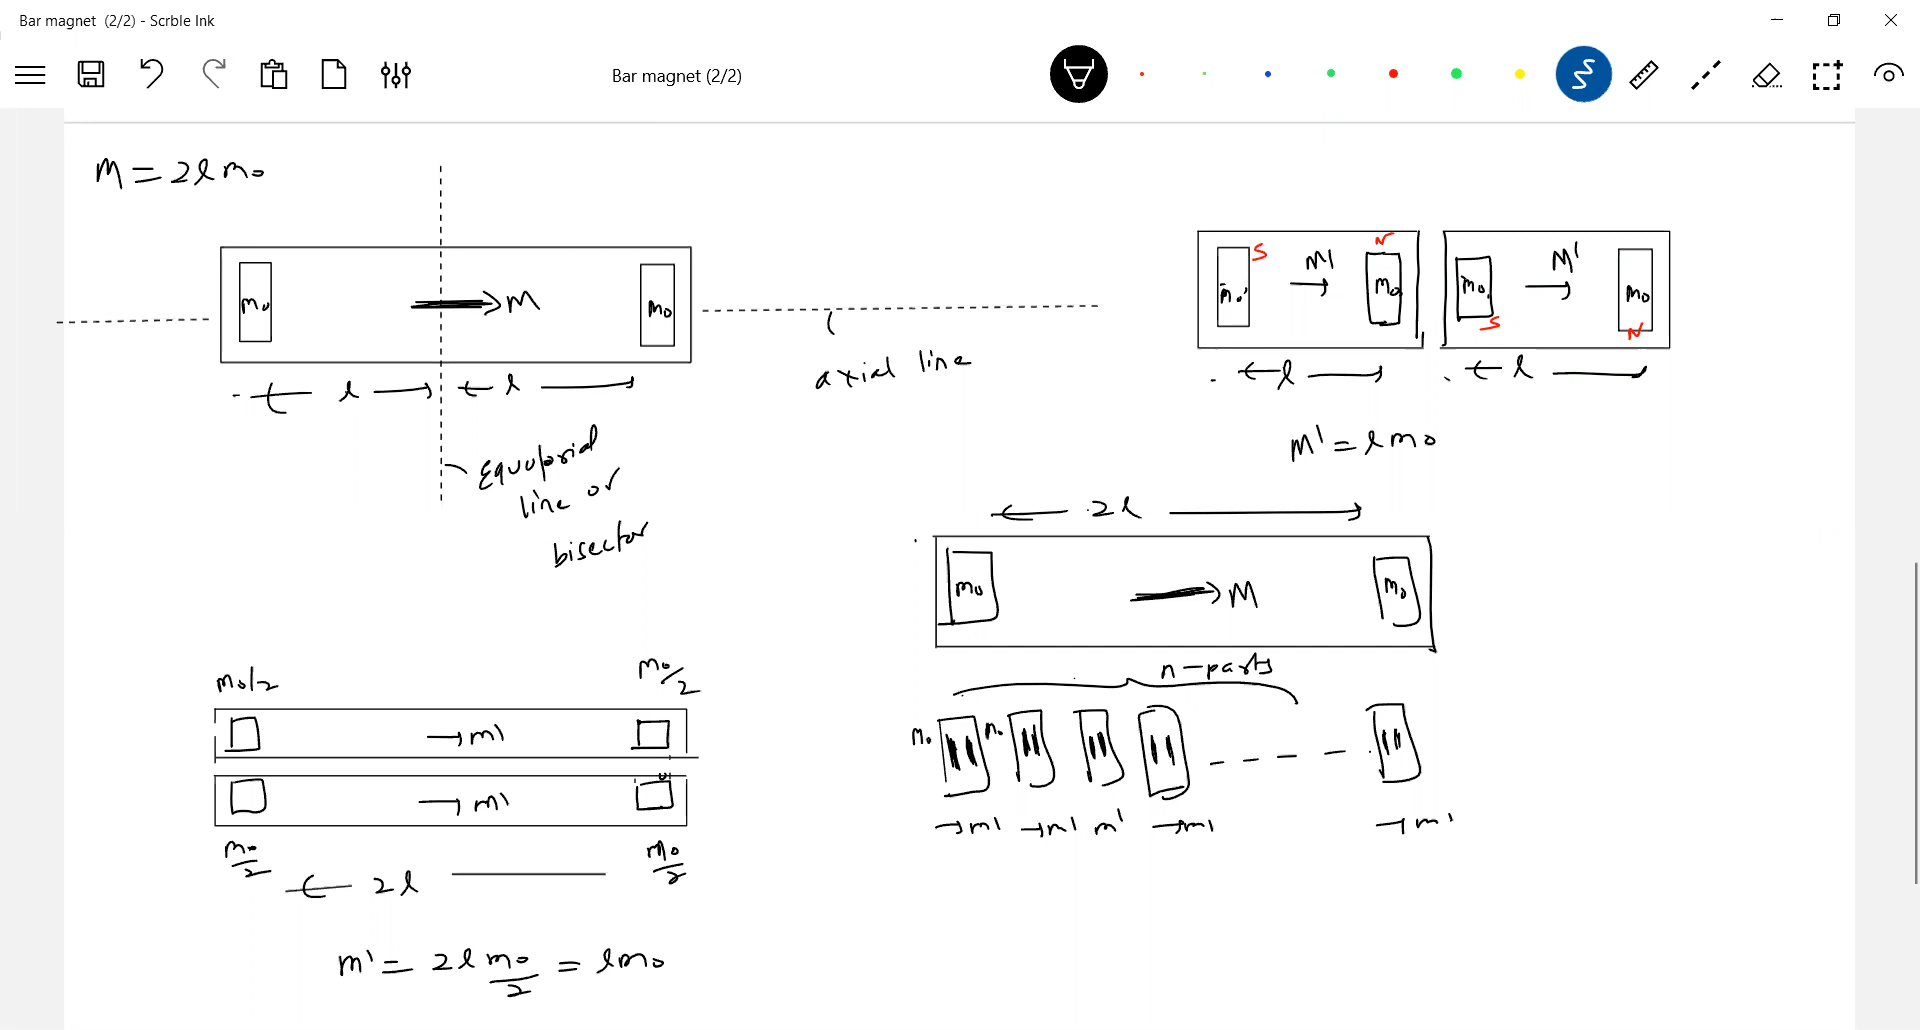 Bar magnet (2/2) - Scrble Ink
Bar magnet (2/2)
M = 2l m₀
m₀
→ M
m₀
l
l
axial line
Equitorial
line or
bisector
S
N
m₀
M'
m₀
m₀
M'
m₀
S
N
l
l
M' = l m₀
2l
m₀
→ M
m₀
n-parts
m₀
m₀
→ m' → m' m' → m' → m'
m₀/2
m₀/2
→ m'
→ m'
m₀/2
m₀/2
2l
m' = 2l m₀/2 = l m₀